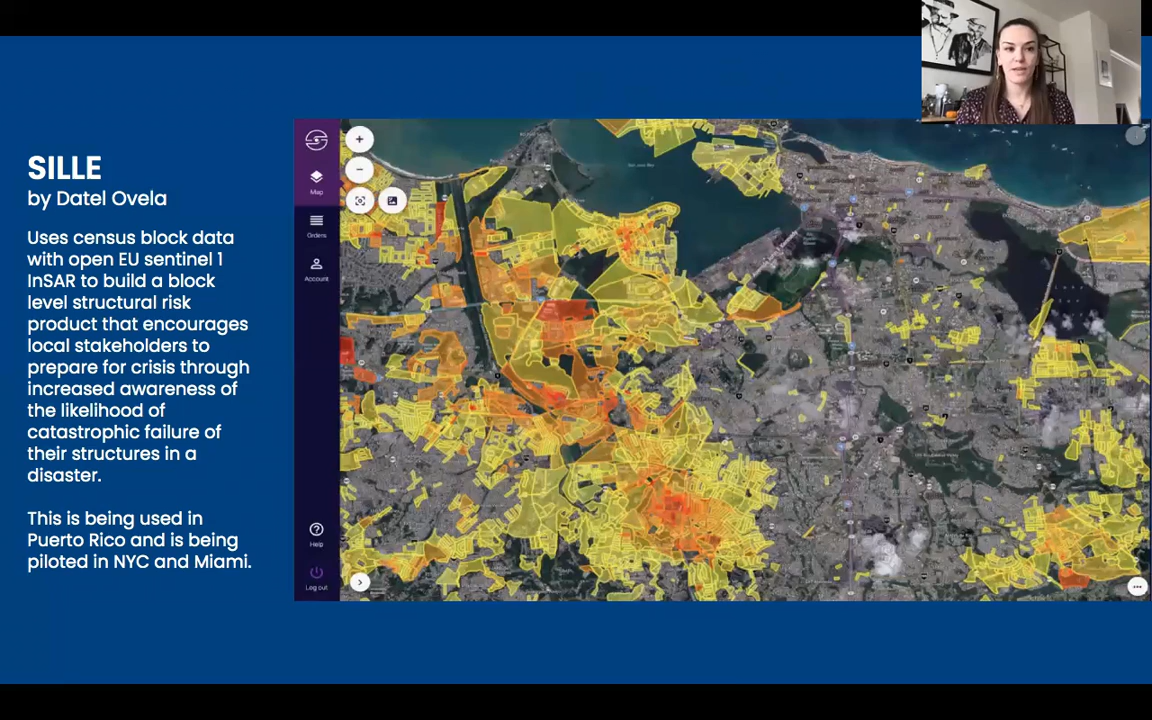 SILLE
by Datel Ovela
Uses census block data
with open EU sentinel 1
InSAR to build a block
level structural risk
product that encourages
local stakeholders to
prepare for crisis through
increased awareness of
the likelihood of
catastrophic failure of
their structures in a
disaster.
This is being used in
Puerto Rico and is being
piloted in NYC and Miami.
Map
Orders
Account
Help
Log out